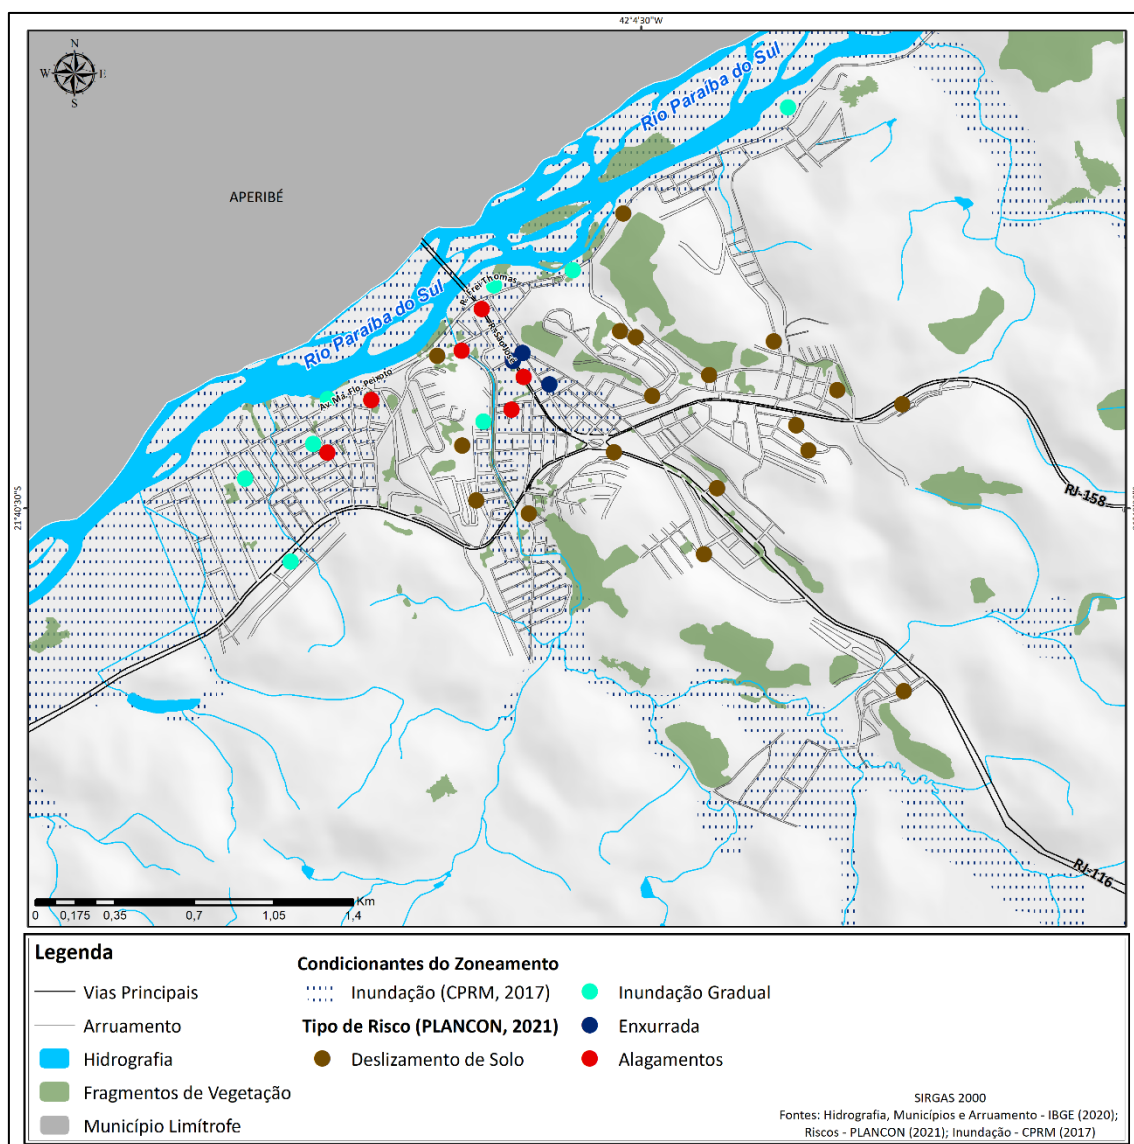 42°4'30"W
N
W
E
S
Rio Paraíba do Sul
APERIBÉ
R. Frei Thomas
Rio Paraíba do Sul
Av. Ma. Flo. Peixoto
21°40'30"S
RJ-158
RJ-116
Km
0
0,175
0,35
0,7
1,05
1,4
Legenda
Vias Principais
Arruamento
Hidrografia
Fragmentos de Vegetação
Município Limítrofe
Condicionantes do Zoneamento
Inundação (CPRM, 2017)
Tipo de Risco (PLANCON, 2021)
Deslizamento de Solo
Inundação Gradual
Enxurrada
Alagamentos
SIRGAS 2000
Fontes: Hidrografia, Municípios e Arruamento - IBGE (2020);
Riscos - PLANCON (2021); Inundação - CPRM (2017)